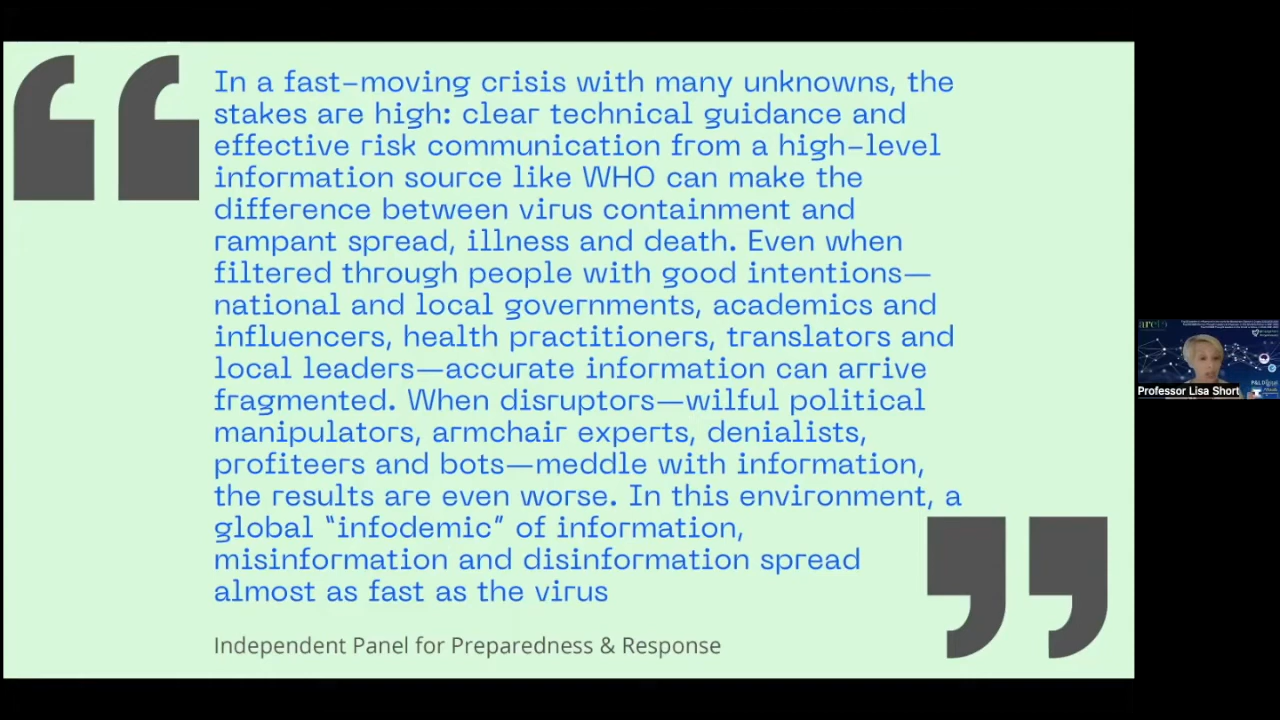 In a fast-moving crisis with many unknowns, the
stakes are high: clear technical guidance and
effective risk communication from a high-level
information source like WHO can make the
difference between virus containment and
rampant spread, illness and death. Even when
filtered through people with good intentions—
national and local governments, academics and
influencers, health practitioners, translators and
local leaders—accurate information can arrive
fragmented. When disruptors—wilful political
manipulators, armchair experts, denialists,
profiteers and bots—meddle with information,
the results are even worse. In this environment, a
global “infodemic” of information,
misinformation and disinformation spread
almost as fast as the virus
Independent Panel for Preparedness & Response
Professor Lisa Short